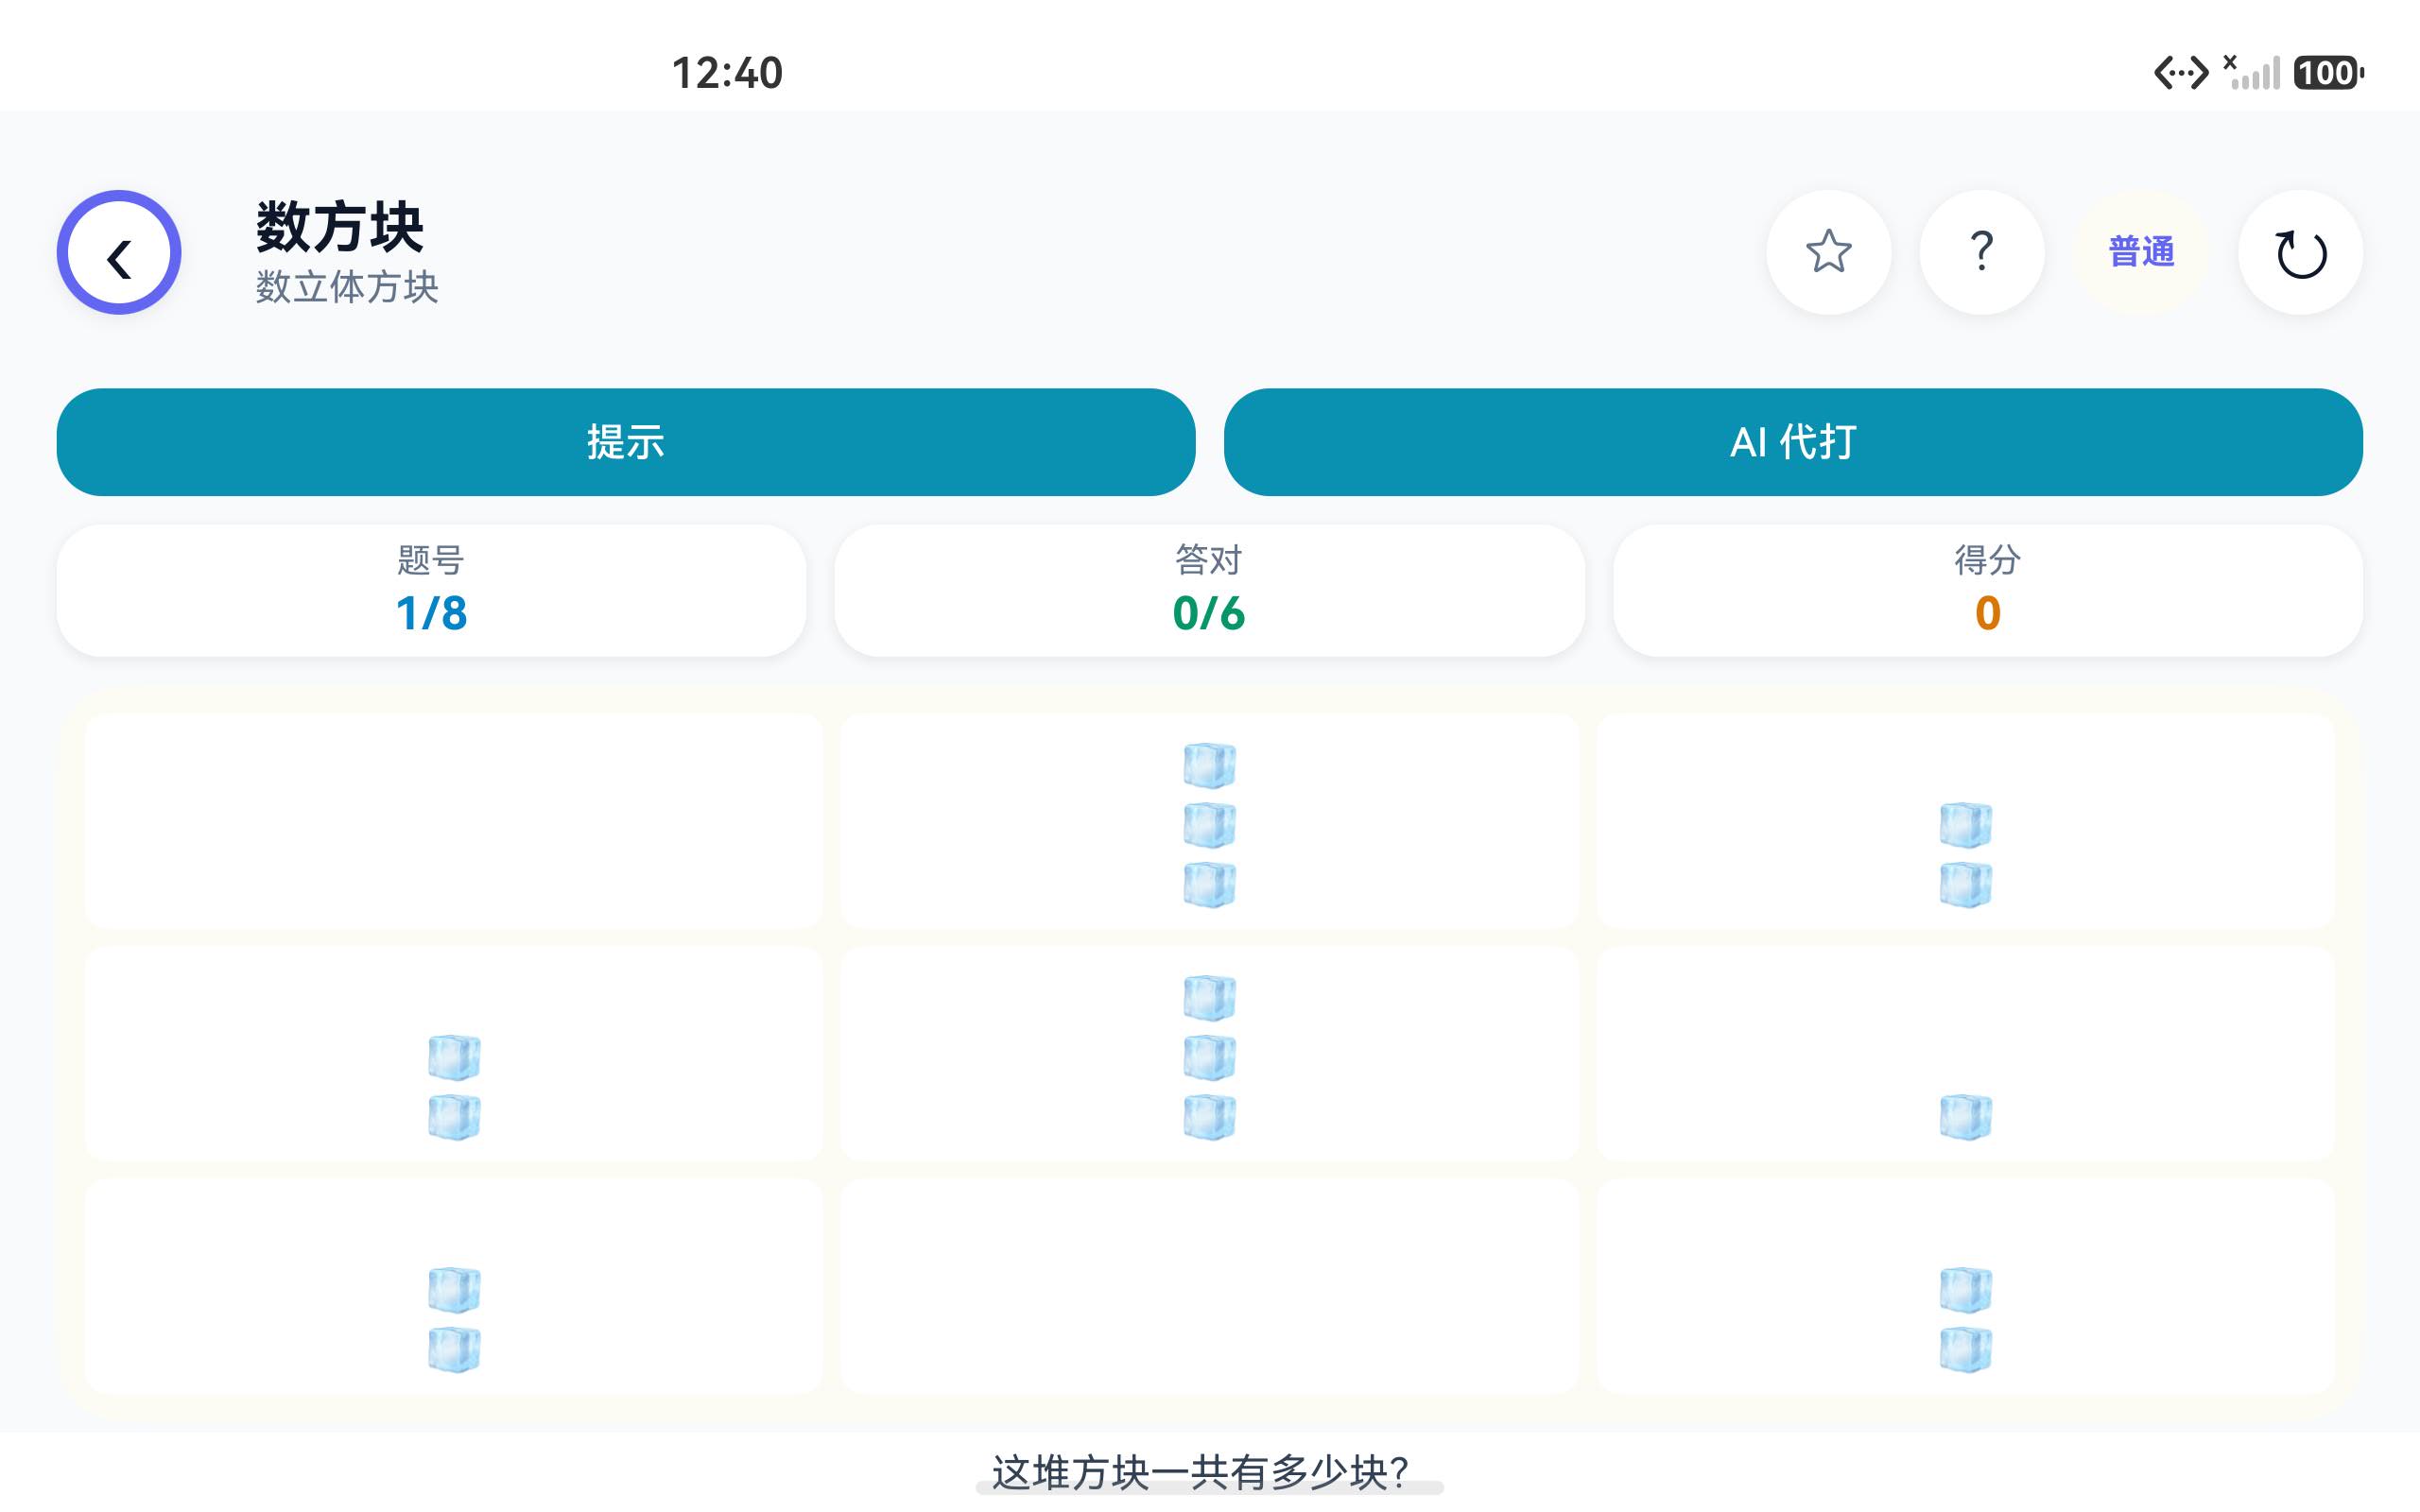 12:40
100
数方块
数立体方块
?
普通
提示
AI 代打
题号
1/8
答对
0/6
得分
0
这堆方块一共有多少块?